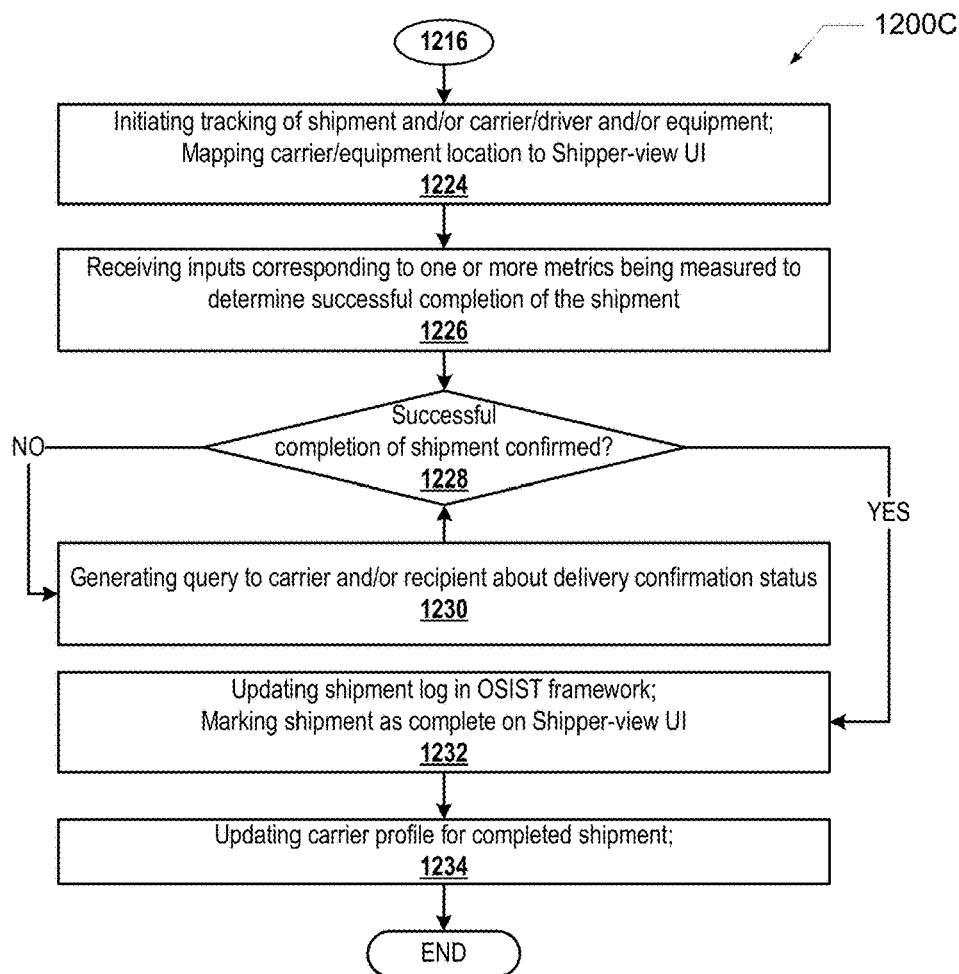 1200C
1216
Initiating tracking of shipment and/or carrier/driver and/or equipment;
Mapping carrier/equipment location to Shipper-view UI
1224
Receiving inputs corresponding to one or more metrics being measured to
determine successful completion of the shipment
1226
Successful
completion of shipment confirmed?
1228
NO
YES
Generating query to carrier and/or recipient about delivery confirmation status
1230
Updating shipment log in OSIST framework;
Marking shipment as complete on Shipper-view UI
1232
Updating carrier profile for completed shipment;
1234
END